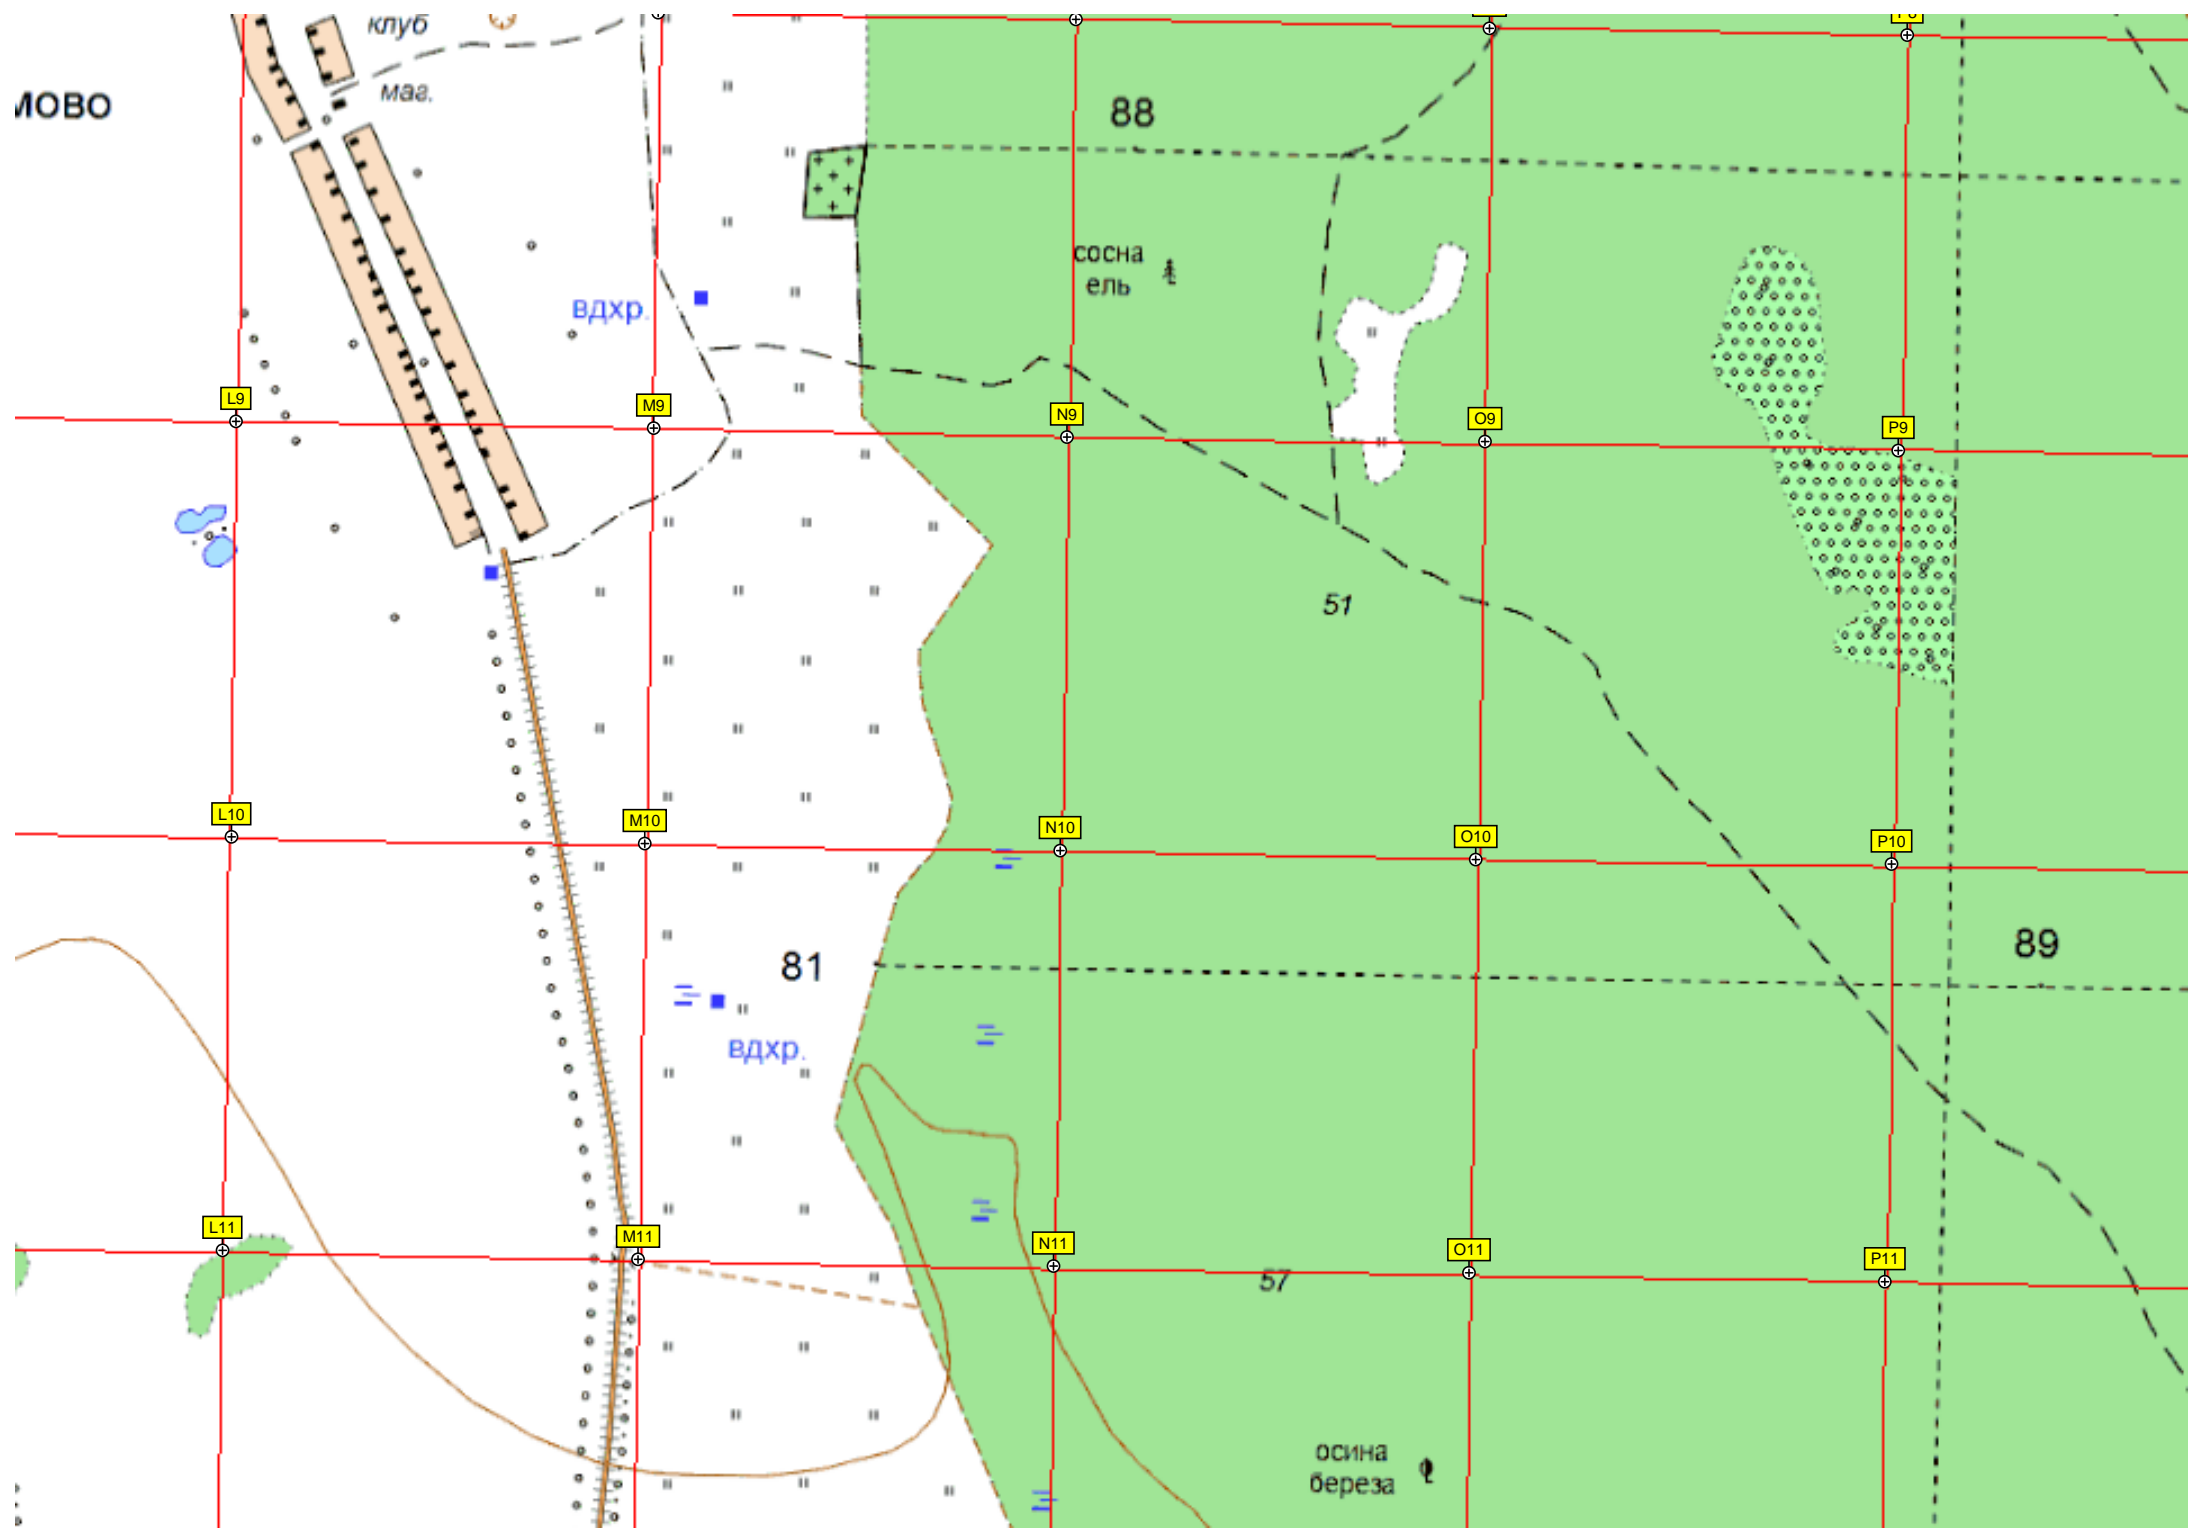 клуб
маг.
МОВО
88
сосна
ель
вдхр.
L9
M9
N9
O9
P9
51
L10
M10
N10
O10
P10
81
89
вдхр.
L11
M11
N11
O11
P11
57
осина
береза